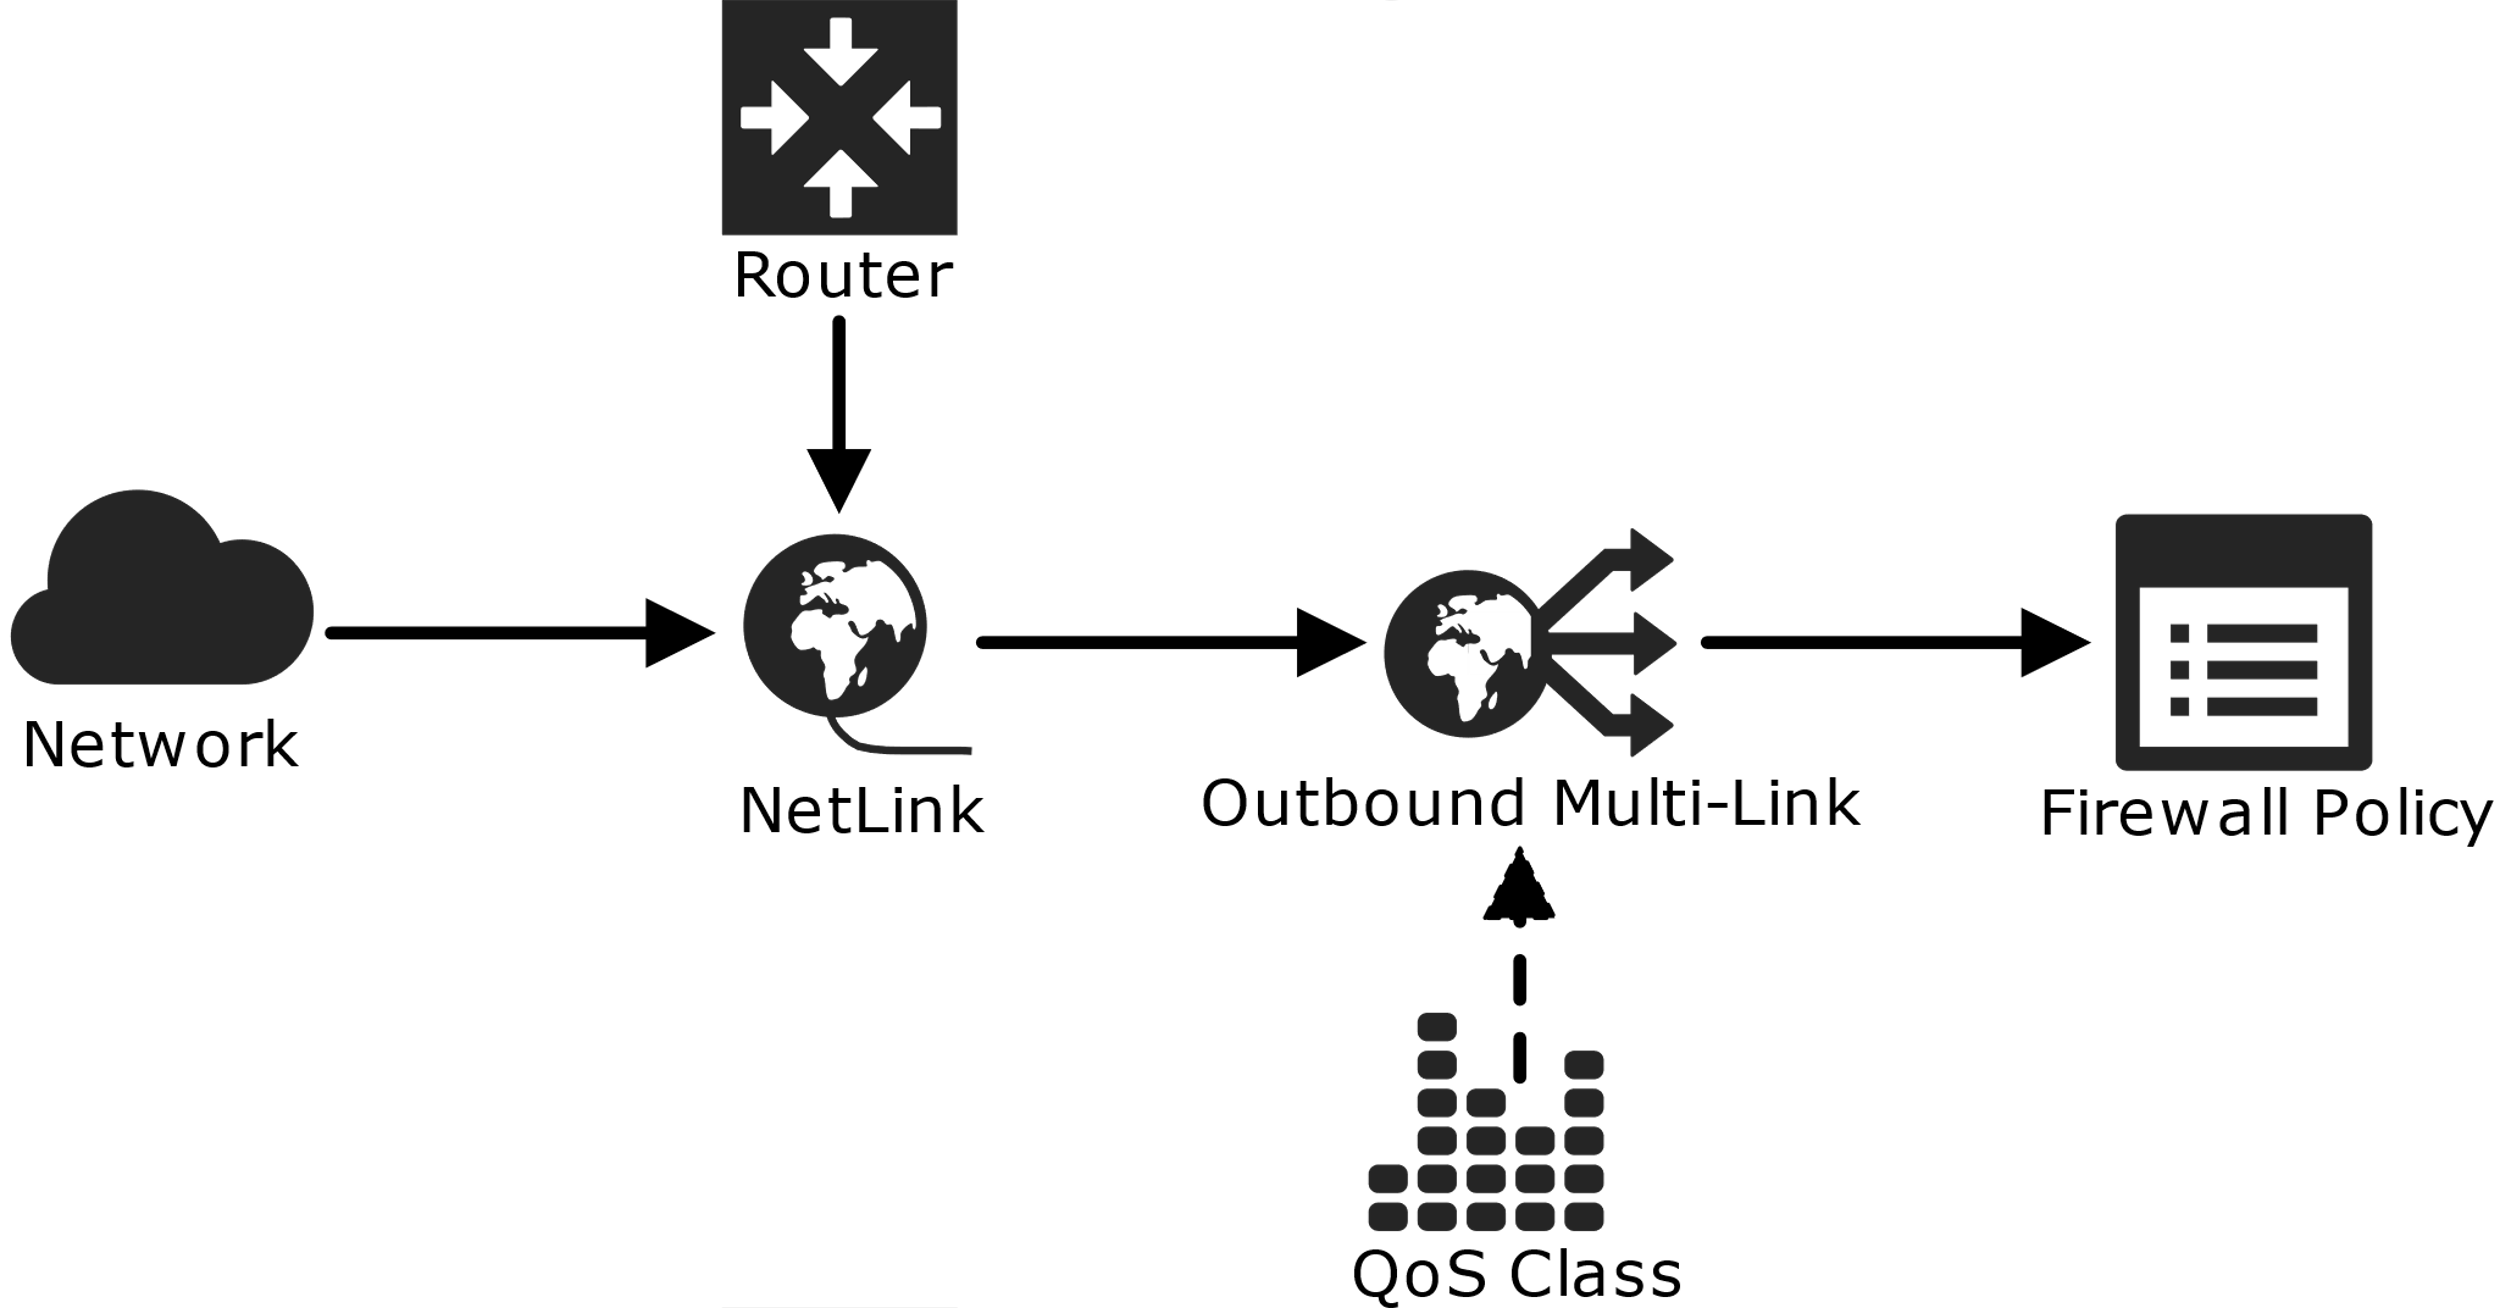 Router
Network
NetLink
Outbound Multi-Link
Firewall Policy
QoS Class